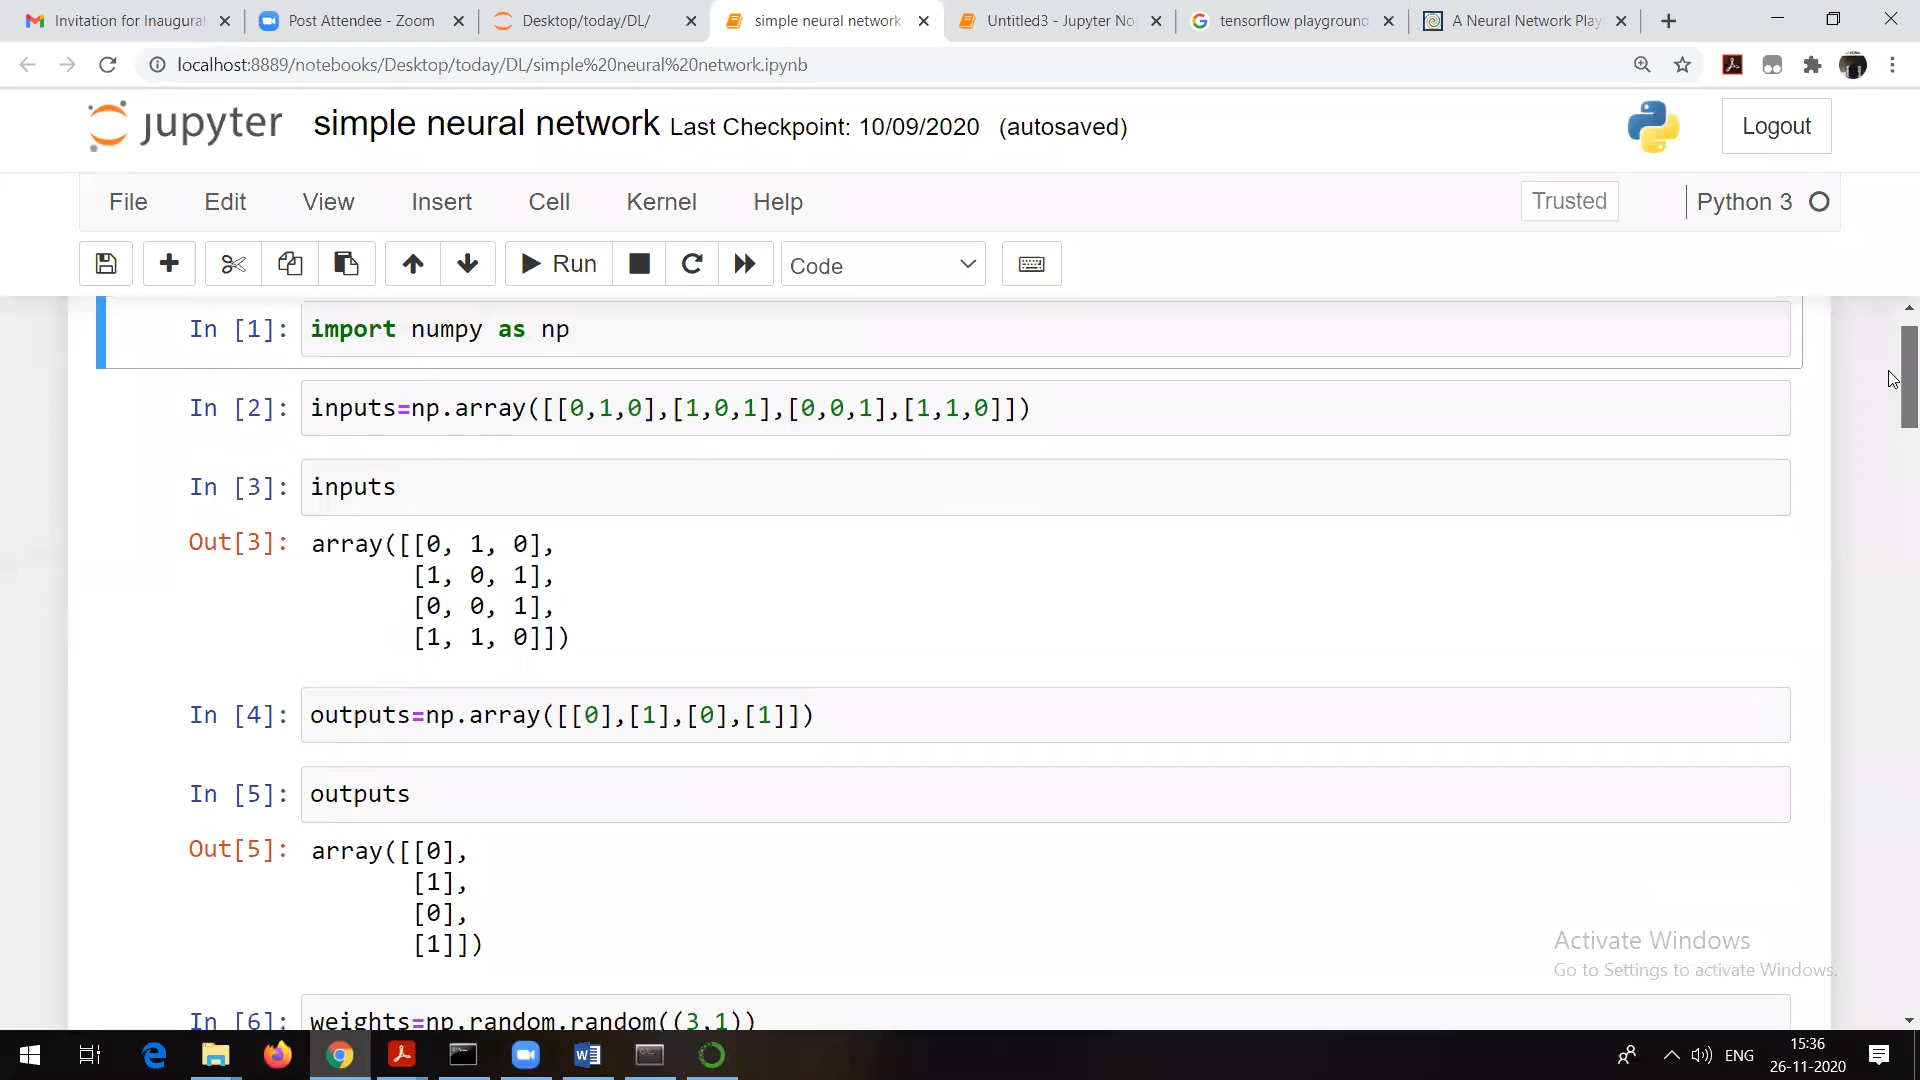 Invitation for Inaugural
Post Attendee - Zoom
Desktop/today/DL/
simple neural network
Untitled3 - Jupyter No
tensorflow playground
A Neural Network Play
localhost:8889/notebooks/Desktop/today/DL/simple%20neural%20network.ipynb
jupyter simple neural network Last Checkpoint: 10/09/2020 (autosaved)
Logout
File Edit View Insert Cell Kernel Help
Trusted
Python 3
Run
Code
In [1]: import numpy as np
In [2]: inputs=np.array([[0,1,0],[1,0,1],[0,0,1],[1,1,0]])
In [3]: inputs
Out[3]: array([[0, 1, 0],
[1, 0, 1],
[0, 0, 1],
[1, 1, 0]])
In [4]: outputs=np.array([[0],[1],[0],[1]])
In [5]: outputs
Out[5]: array([[0],
[1],
[0],
[1]])
Activate Windows
Go to Settings to activate Windows.
In [6]: weights=np.random.random((3,1))
ENG
15:36
26-11-2020